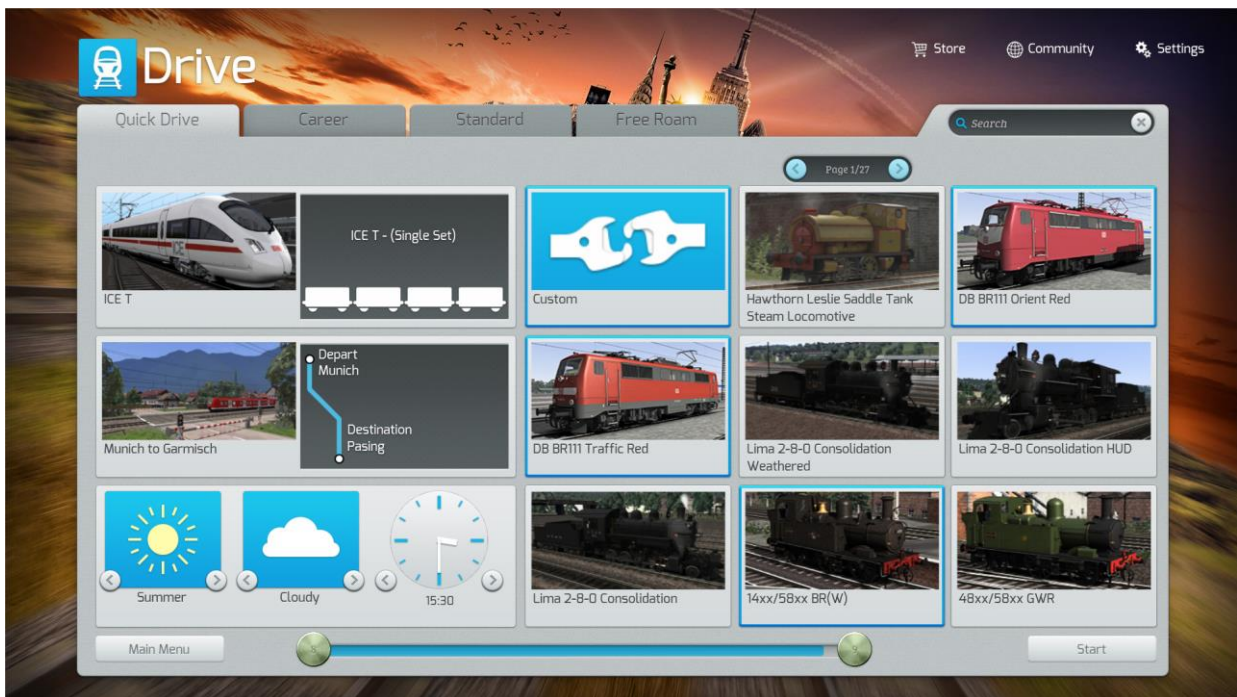 Drive
Store
Community
Settings
Quick Drive
Career
Standard
Free Roam
Search
Page 1/27
ICE T - (Single Set)
ICE T
Custom
Hawthorn Leslie Saddle Tank
Steam Locomotive
DB BR111 Orient Red
Depart
Munich
Destination
Pasing
Munich to Garmisch
DB BR111 Traffic Red
Lima 2-8-0 Consolidation
Weathered
Lima 2-8-0 Consolidation HUD
Summer
Cloudy
15:30
Lima 2-8-0 Consolidation
14xx/58xx BR(W)
48xx/58xx GWR
Main Menu
Start